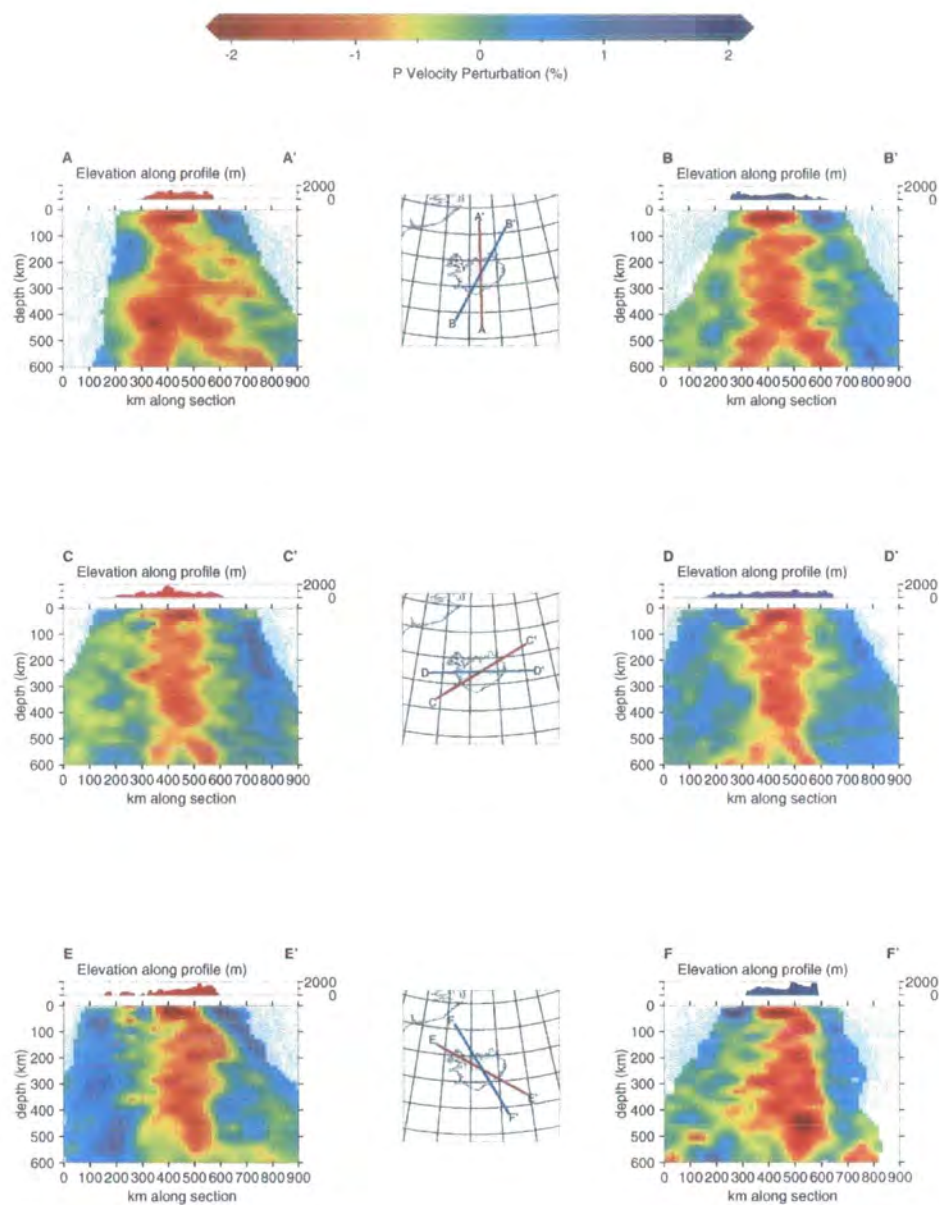 -2 -1 0 1 2
P Velocity Perturbation (%)
A A'
Elevation along profile (m)
2000
0
0
100
200
300
400
500
600
depth (km)
0 100 200 300 400 500 600 700 800 900
km along section
A'
B'
B
A
B B'
Elevation along profile (m)
2000
0
0
100
200
300
400
500
600
depth (km)
0 100 200 300 400 500 600 700 800 900
km along section
C C'
Elevation along profile (m)
2000
0
0
100
200
300
400
500
600
depth (km)
0 100 200 300 400 500 600 700 800 900
km along section
C'
D D'
C
D D'
Elevation along profile (m)
2000
0
0
100
200
300
400
500
600
depth (km)
0 100 200 300 400 500 600 700 800 900
km along section
E E'
Elevation along profile (m)
2000
0
0
100
200
300
400
500
600
depth (km)
0 100 200 300 400 500 600 700 800 900
km along section
F
E
E'
F'
F F'
Elevation along profile (m)
2000
0
0
100
200
300
400
500
600
depth (km)
0 100 200 300 400 500 600 700 800 900
km along section